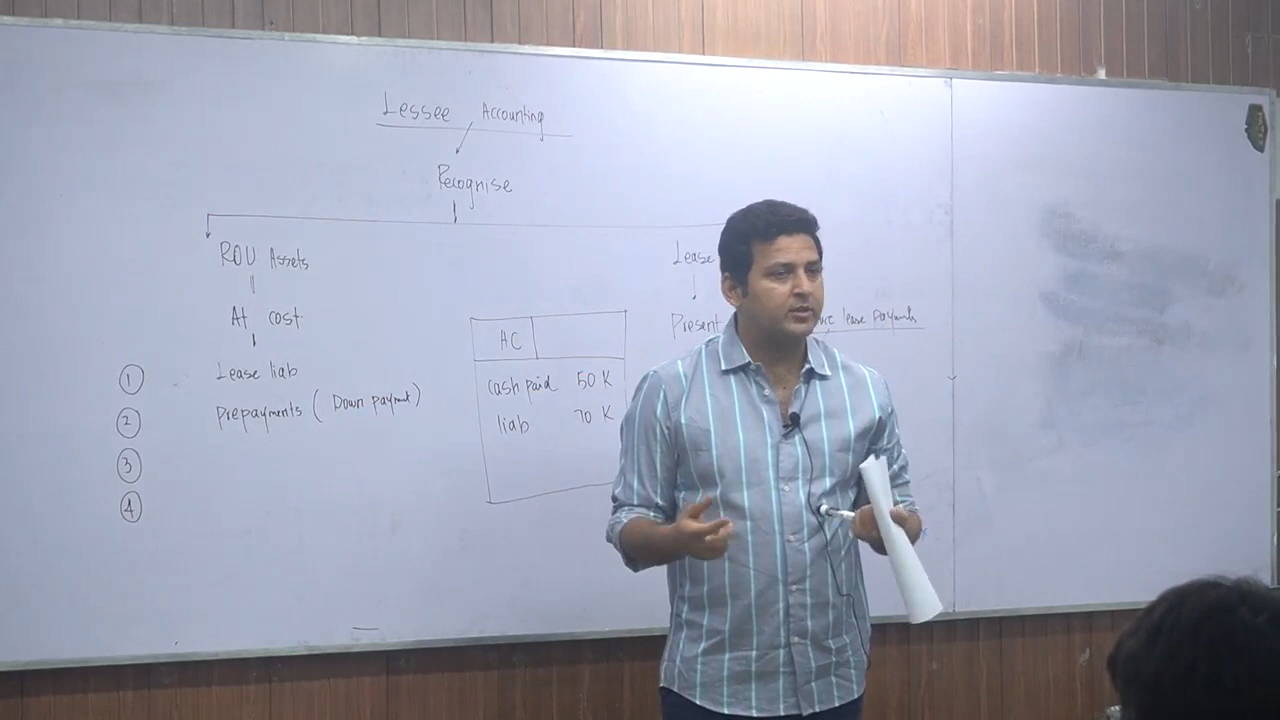 Lessee Accounting
Recognise
ROU Assets
At cost
① Lease liab
② Prepayments ( Down paymnt )
③
④
AC
cash paid 50 K
liab 70 K
Lease
Present
lease payments